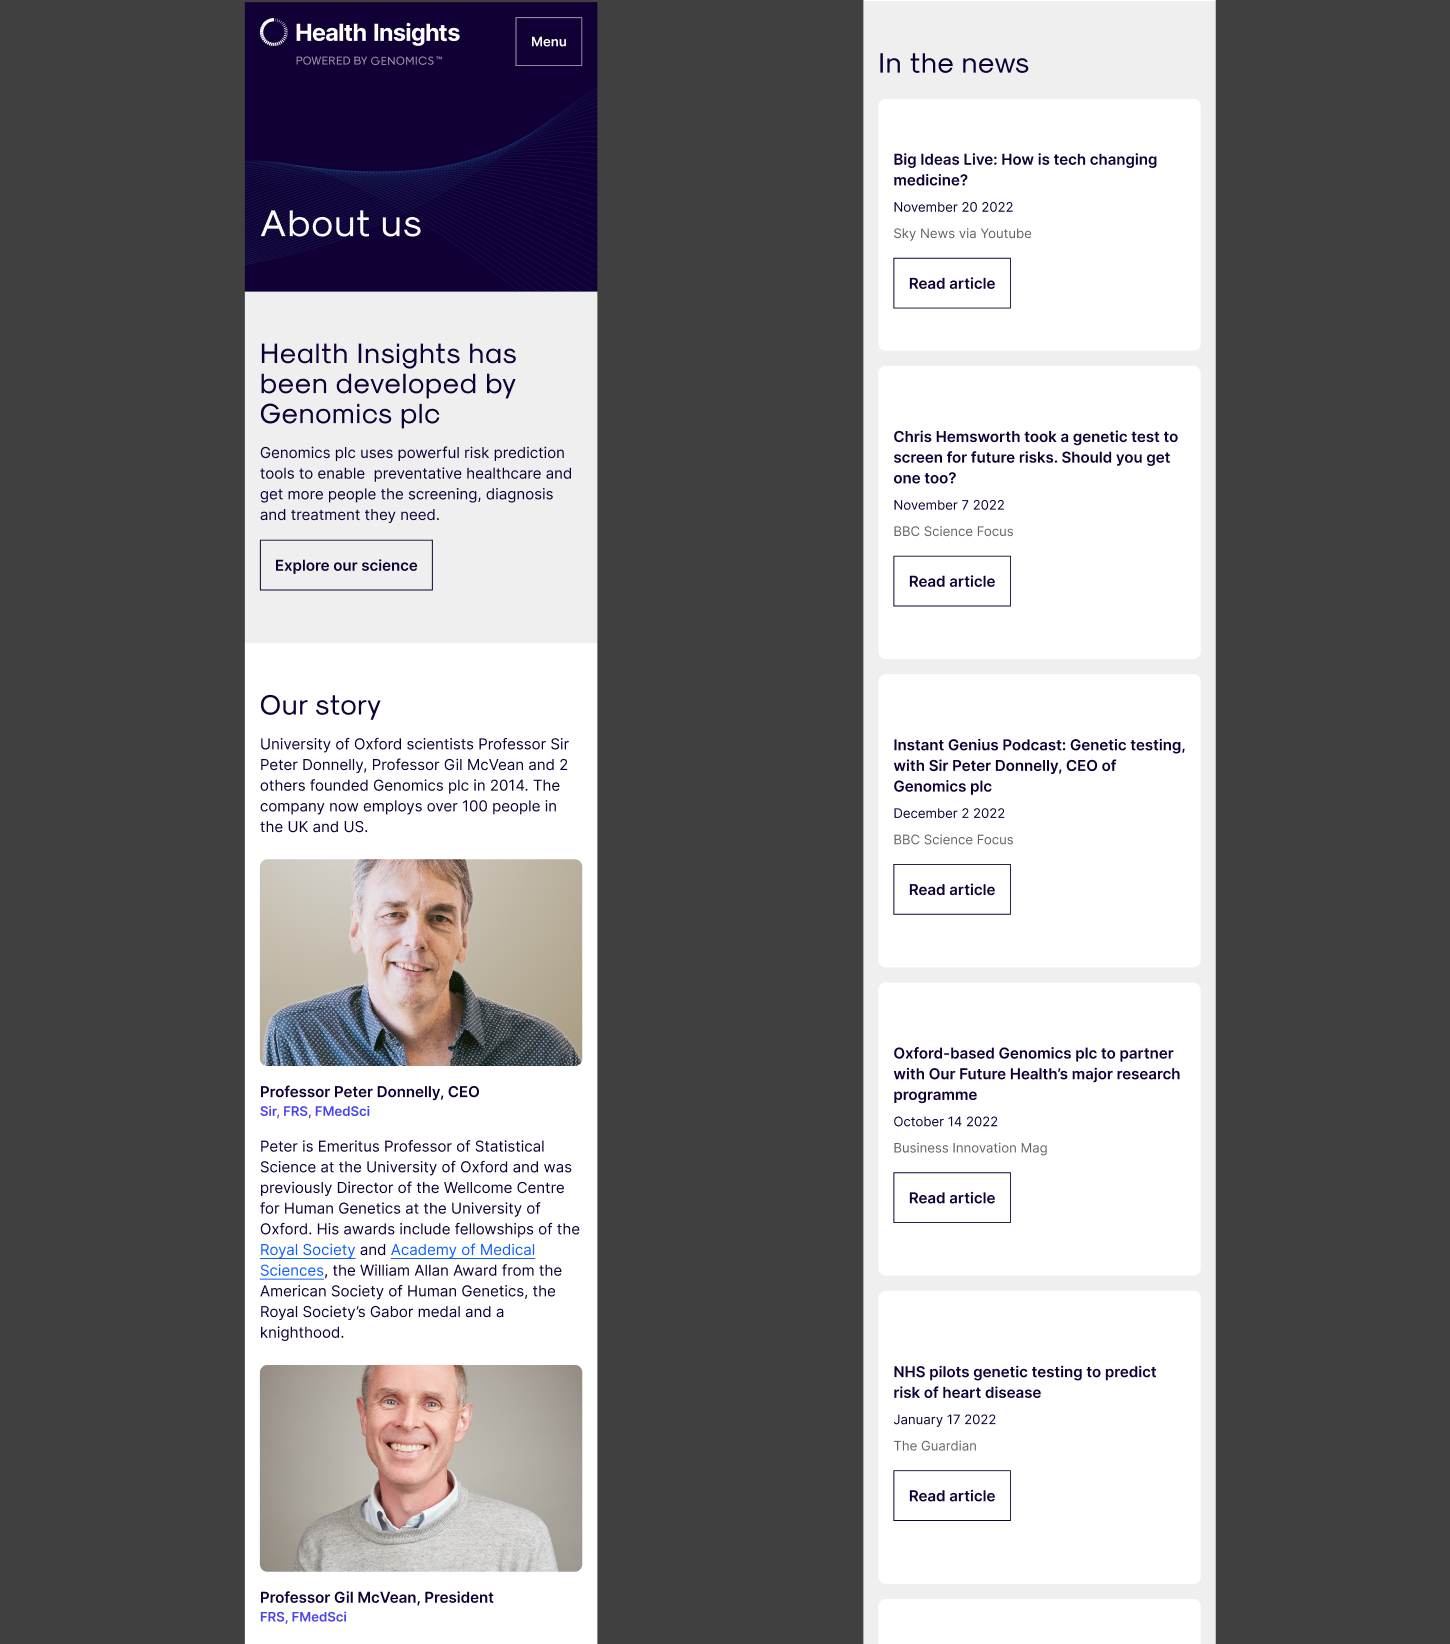 Health Insights
POWERED BY GENOMICS™
Menu
About us
Health Insights has
been developed by
Genomics plc
Genomics plc uses powerful risk prediction
tools to enable  preventative healthcare and
get more people the screening, diagnosis
and treatment they need.
Explore our science
Our story
University of Oxford scientists Professor Sir
Peter Donnelly, Professor Gil McVean and 2
others founded Genomics plc in 2014. The
company now employs over 100 people in
the UK and US.
Professor Peter Donnelly, CEO
Sir, FRS, FMedSci
Peter is Emeritus Professor of Statistical
Science at the University of Oxford and was
previously Director of the Wellcome Centre
for Human Genetics at the University of
Oxford. His awards include fellowships of the
Royal Society and Academy of Medical
Sciences, the William Allan Award from the
American Society of Human Genetics, the
Royal Society’s Gabor medal and a
knighthood.
Professor Gil McVean, President
FRS, FMedSci
In the news
Big Ideas Live: How is tech changing
medicine?
November 20 2022
Sky News via Youtube
Read article
Chris Hemsworth took a genetic test to
screen for future risks. Should you get
one too?
November 7 2022
BBC Science Focus
Read article
Instant Genius Podcast: Genetic testing,
with Sir Peter Donnelly, CEO of
Genomics plc
December 2 2022
BBC Science Focus
Read article
Oxford-based Genomics plc to partner
with Our Future Health’s major research
programme
October 14 2022
Business Innovation Mag
Read article
NHS pilots genetic testing to predict
risk of heart disease
January 17 2022
The Guardian
Read article